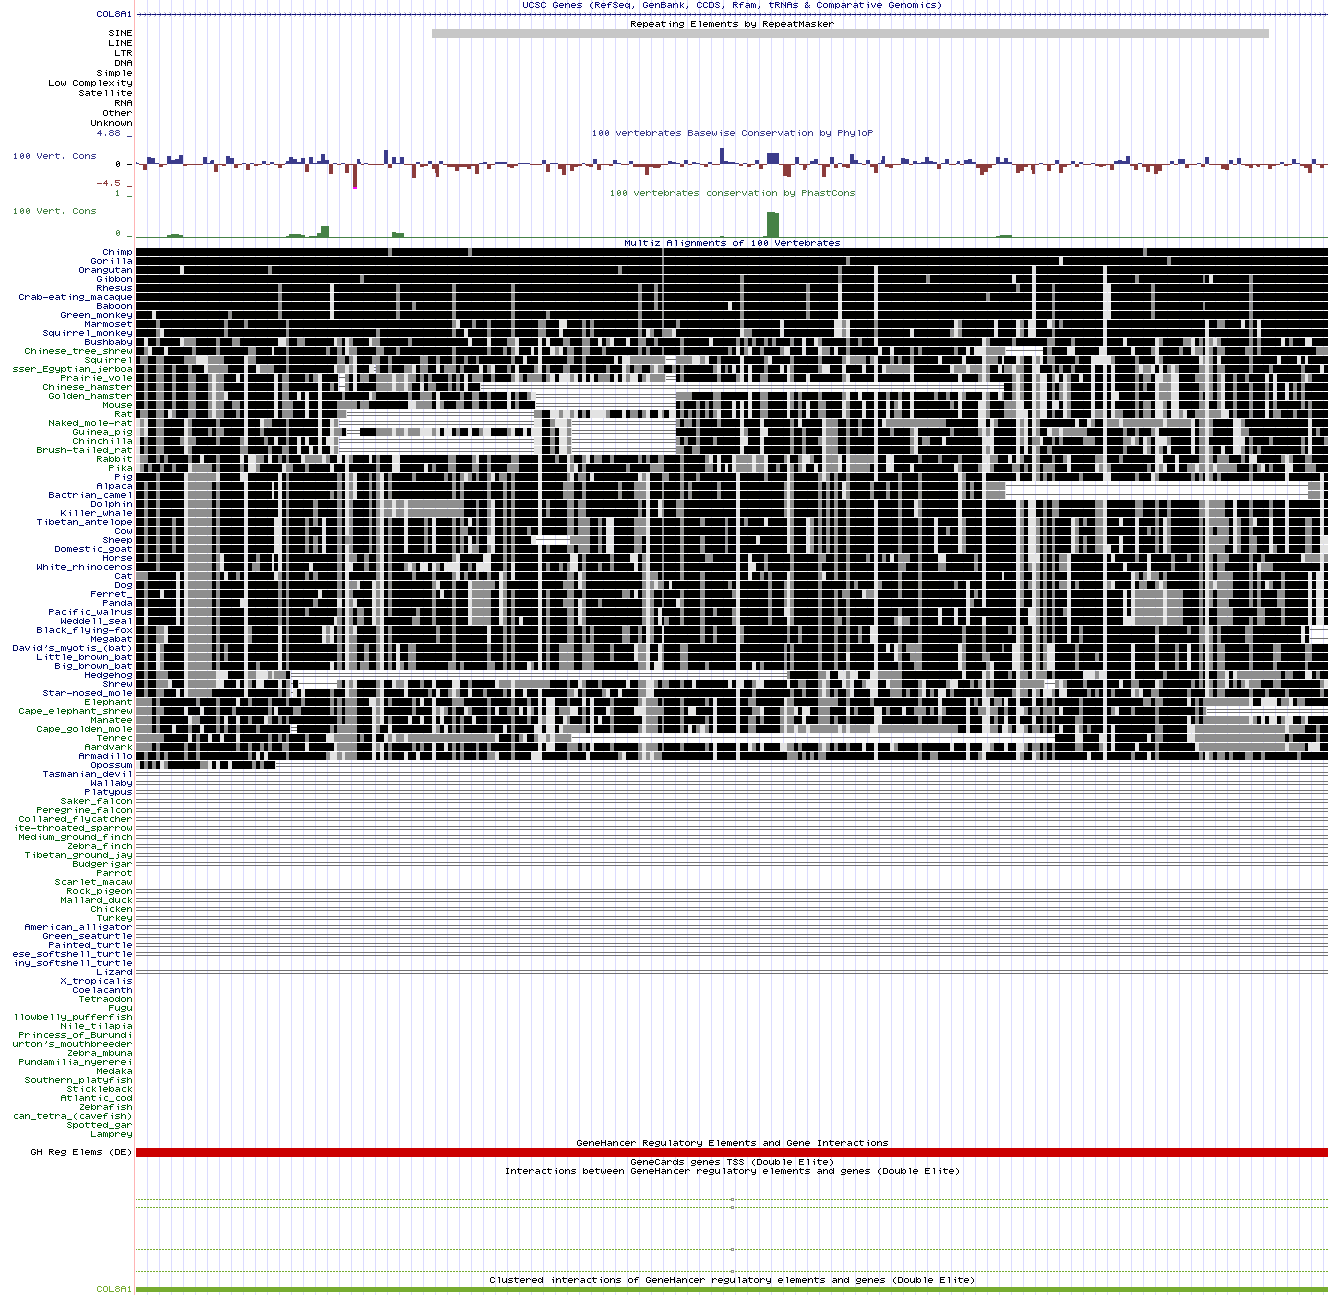 UCSC Genes (RefSeq, GenBank, CCDS, Rfam, tRNAs & Comparative Genomics)
COL8A1
Repeating Elements by RepeatMasker
SINE
LINE
LTR
DNA
Simple
Low Complexity
Satellite
RNA
Other
Unknown
4.88 _
100 vertebrates Basewise Conservation by PhyloP
100 Vert. Cons
0 _
-4.5 _
100 vertebrates conservation by PhastCons
1 _
100 Vert. Cons
0 _
Multiz Alignments of 100 Vertebrates
Chimp
Gorilla
Orangutan
Gibbon
Rhesus
Crab-eating_macaque
Baboon
Green_monkey
Marmoset
Squirrel_monkey
Bushbaby
Chinese_tree_shrew
Squirrel
sser_Egyptian_jerboa
Prairie_vole
Chinese_hamster
Golden_hamster
Mouse
Rat
Naked_mole-rat
Guinea_pig
Chinchilla
Brush-tailed_rat
Rabbit
Pika
Pig
Alpaca
Bactrian_camel
Dolphin
Killer_whale
Tibetan_antelope
Cow
Sheep
Domestic_goat
Horse
White_rhinoceros
Cat
Dog
Ferret_
Panda
Pacific_walrus
Weddell_seal
Black_flying-fox
Megabat
David's_myotis_(bat)
Little_brown_bat
Big_brown_bat
Hedgehog
Shrew
Star-nosed_mole
Elephant
Cape_elephant_shrew
Manatee
Cape_golden_mole
Tenrec
Aardvark
Armadillo
Opossum
Tasmanian_devil
Wallaby
Platypus
Saker_falcon
Peregrine_falcon
Collared_flycatcher
ite-throated_sparrow
Medium_ground_finch
Zebra_finch
Tibetan_ground_jay
Budgerigar
Parrot
Scarlet_macaw
Rock_pigeon
Mallard_duck
Chicken
Turkey
American_alligator
Green_seaturtle
Painted_turtle
ese_softshell_turtle
iny_softshell_turtle
Lizard
X_tropicalis
Coelacanth
Tetraodon
Fugu
llowbelly_pufferfish
Nile_tilapia
Princess_of_Burundi
urton's_mouthbreeder
Zebra_mbuna
Pundamilia_nyererei
Medaka
Southern_platyfish
Stickleback
Atlantic_cod
Zebrafish
can_tetra_(cavefish)
Spotted_gar
Lamprey
GeneHancer Regulatory Elements and Gene Interactions
GH Reg Elems (DE)
GeneCards genes TSS (Double Elite)
Interactions between GeneHancer regulatory elements and genes (Double Elite)
Clustered interactions of GeneHancer regulatory elements and genes (Double Elite)
COL8A1